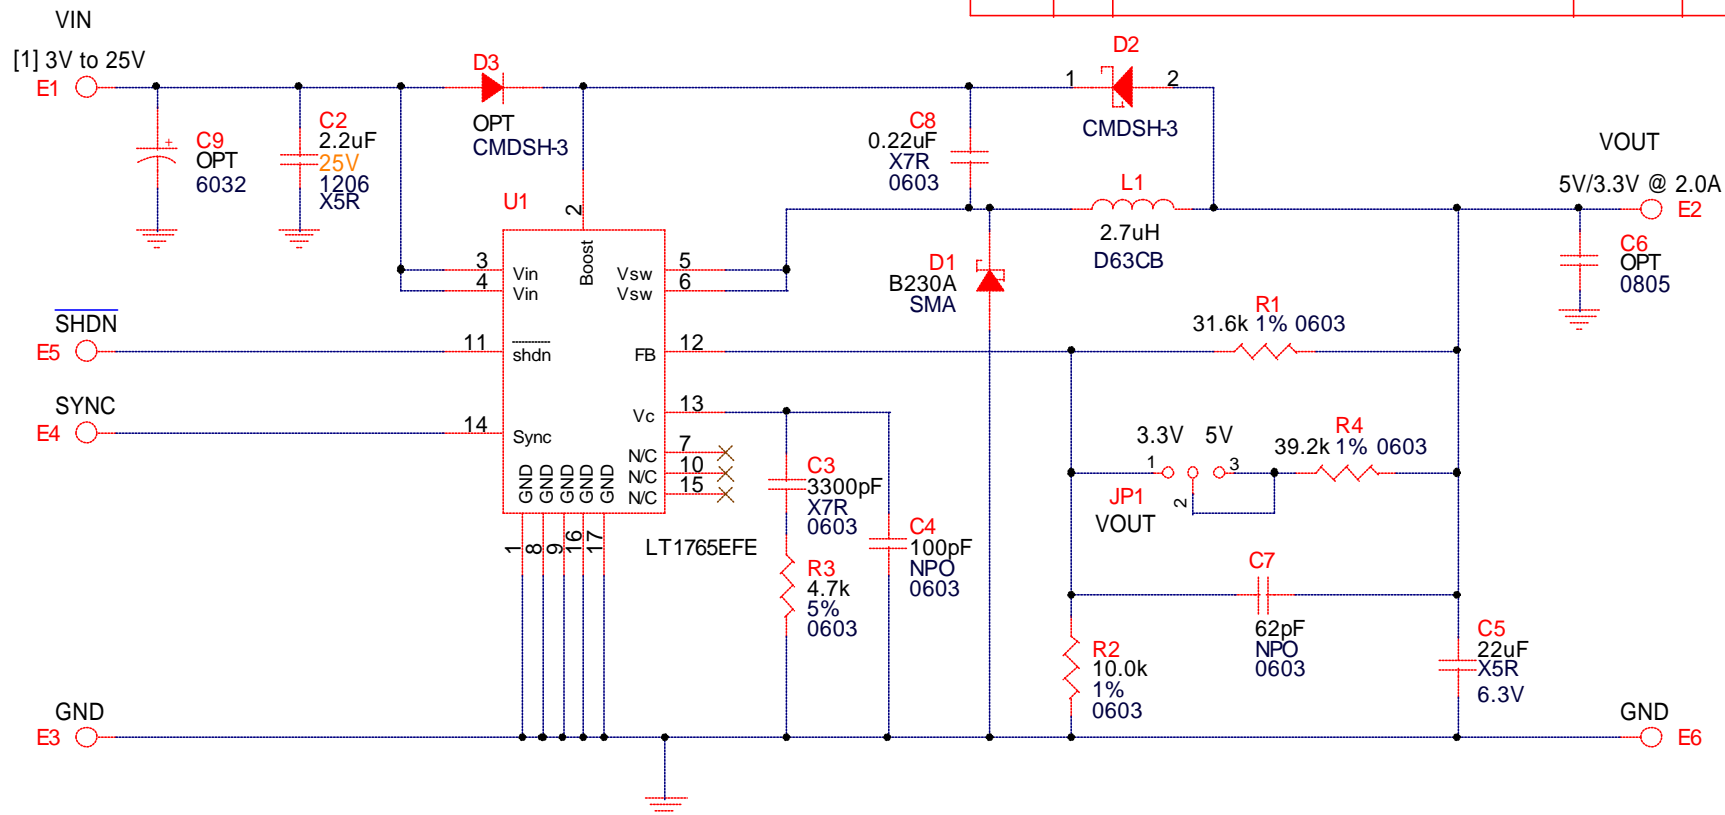 VIN
[1] 3V to 25V
E1
C9
OPT
6032
+
C2
2.2uF
25V
1206
X5R
D3
OPT
CMDSH-3
D2
1
2
CMDSH-3
C8
0.22uF
X7R
0603
VOUT
5V/3.3V @ 2.0A
E2
L1
2.7uH
D63CB
C6
OPT
0805
U1
2
Boost
3
Vin
4
Vin
5
Vsw
6
Vsw
D1
B230A
SMA
SHDN
E5
11
shdn
FB
12
R1
31.6k 1% 0603
SYNC
E4
14
Sync
Vc
13
N/C
7
N/C
10
N/C
15
GND
GND
GND
GND
GND
1
8
9
16
17
LT1765EFE
C3
3300pF
X7R
0603
R3
4.7k
5%
0603
C4
100pF
NPO
0603
3.3V 5V
1
2
3
JP1
VOUT
R4
39.2k 1% 0603
C7
62pF
NPO
0603
R2
10.0k
1%
0603
C5
22uF
X5R
6.3V
GND
E3
GND
E6